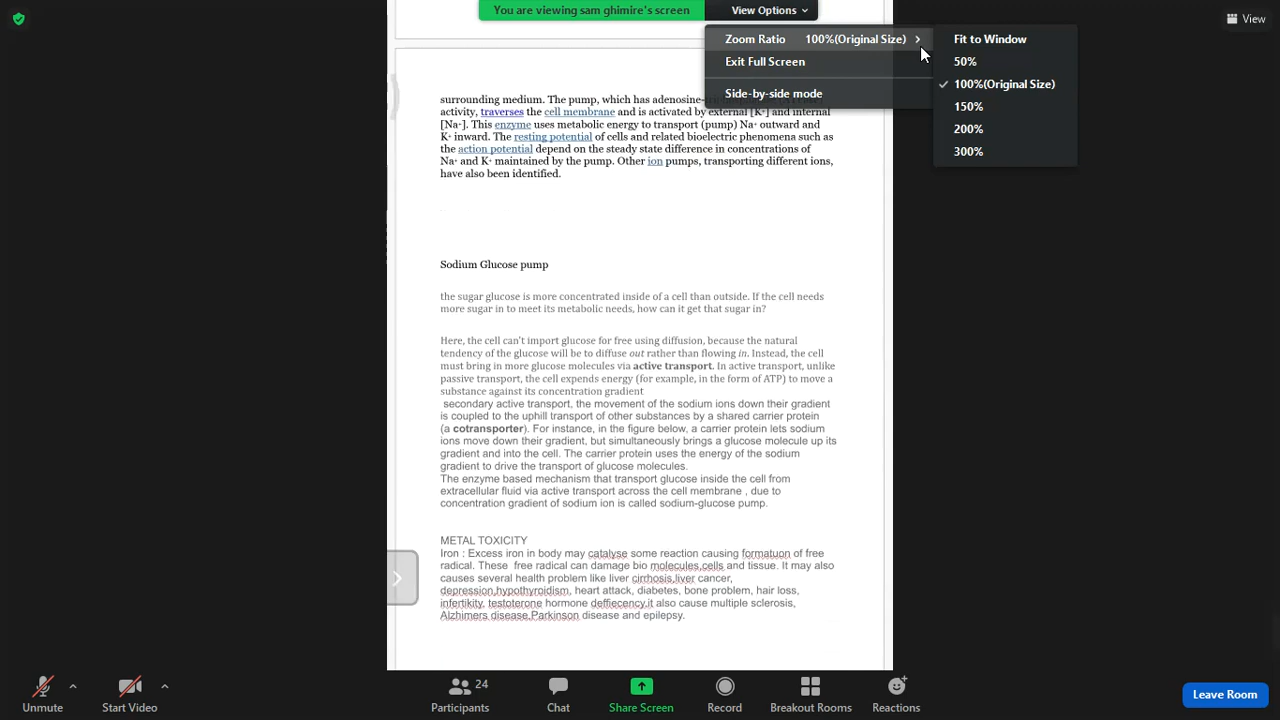 You are viewing sam ghimire's screen
View Options
View
Zoom Ratio 100%(Original Size)
Exit Full Screen
Side-by-side mode
Fit to Window
50%
100%(Original Size)
150%
200%
300%
surrounding medium. The pump, which has
activity, traverses the cell membrane and is activated by external [K+] and internal
[Na+]. This enzyme uses metabolic energy to transport (pump) Na+ outward and
K+ inward. The resting potential of cells and related bioelectric phenomena such as
the action potential depend on the steady state difference in concentrations of
Na+ and K+ maintained by the pump. Other ion pumps, transporting different ions,
have also been identified.
Sodium Glucose pump
the sugar glucose is more concentrated inside of a cell than outside. If the cell needs
more sugar in to meet its metabolic needs, how can it get that sugar in?
Here, the cell can't import glucose for free using diffusion, because the natural
tendency of the glucose will be to diffuse out rather than flowing in. Instead, the cell
must bring in more glucose molecules via active transport. In active transport, unlike
passive transport, the cell expends energy (for example, in the form of ATP) to move a
substance against its concentration gradient
secondary active transport, the movement of the sodium ions down their gradient
is coupled to the uphill transport of other substances by a shared carrier protein
(a cotransporter). For instance, in the figure below, a carrier protein lets sodium
ions move down their gradient, but simultaneously brings a glucose molecule up its
gradient and into the cell. The carrier protein uses the energy of the sodium
gradient to drive the transport of glucose molecules.
The enzyme based mechanism that transport glucose inside the cell from
extracellular fluid via active transport across the cell membrane , due to
concentration gradient of sodium ion is called sodium-glucose pump.
METAL TOXICITY
Iron : Excess iron in body may catalyse some reaction causing formatuon of free
radical. These free radical can damage bio molecules,cells and tissue. It may also
causes several health problem like liver cirrhosis,liver cancer,
depression,hypothyroidism, heart attack, diabetes, bone problem, hair loss,
infertikity, testoterone hormone deffiecency,it also cause multiple sclerosis,
Alzhimers disease,Parkinson disease and epilepsy.
Unmute
Start Video
24
Participants
Chat
Share Screen
Record
Breakout Rooms
Reactions
Leave Room